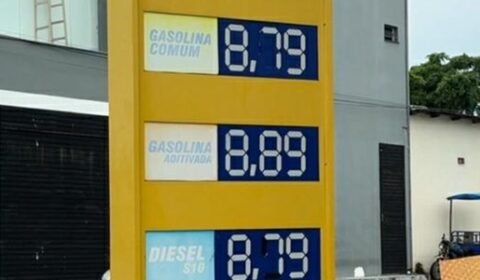 GASOLINA
COMUM
8,79
GASOLINA
ADITIVADA
8,89
DIESEL
S10
8,79